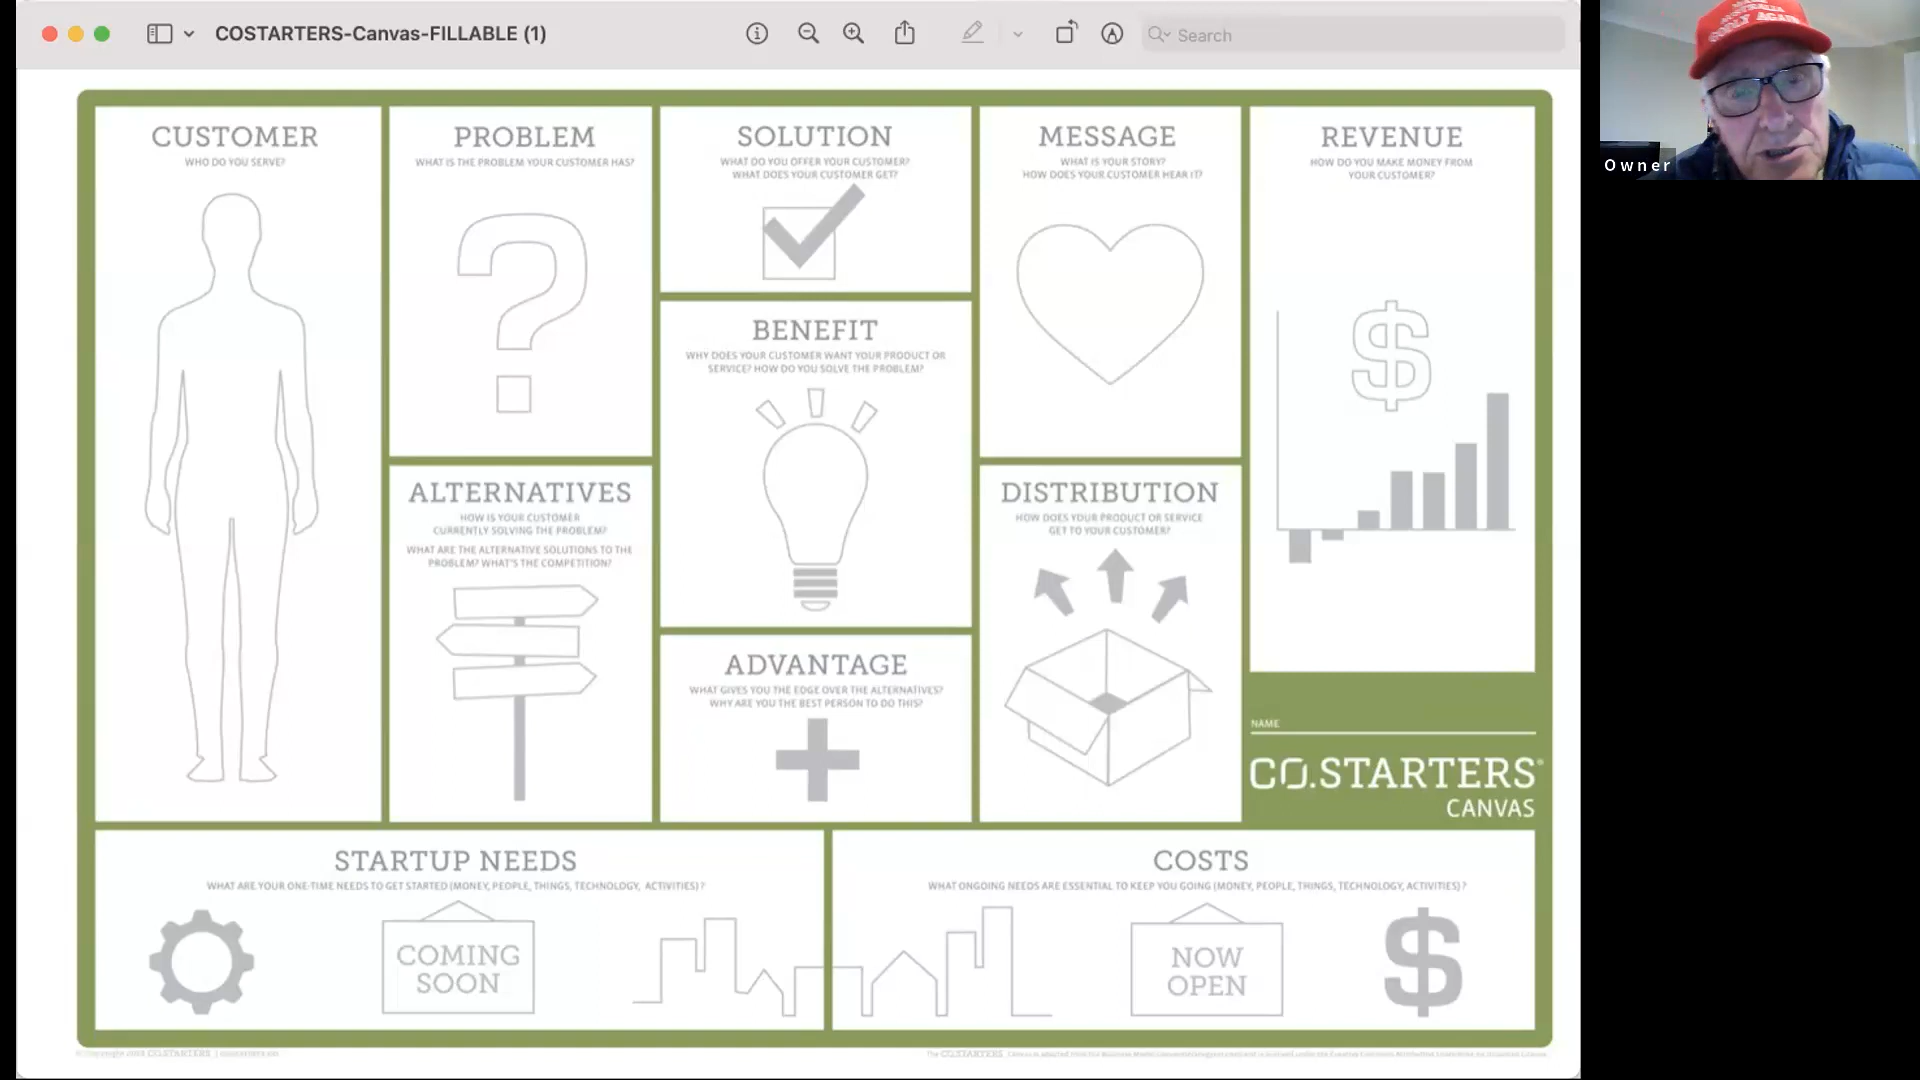 COSTARTERS-Canvas-FILLABLE (1)
Search
CUSTOMER
WHO DO YOU SERVE?
PROBLEM
WHAT IS THE PROBLEM YOUR CUSTOMER HAS?
SOLUTION
WHAT DO YOU OFFER YOUR CUSTOMER?
WHAT DOES YOUR CUSTOMER GET?
MESSAGE
WHAT IS YOUR STORY?
HOW DOES YOUR CUSTOMER HEAR IT?
REVENUE
HOW DO YOU MAKE MONEY FROM
YOUR CUSTOMER?
$
BENEFIT
WHY DOES YOUR CUSTOMER WANT YOUR PRODUCT OR
SERVICE? HOW DO YOU SOLVE THE PROBLEM?
ALTERNATIVES
HOW IS YOUR CUSTOMER
CURRENTLY SOLVING THE PROBLEM?
WHAT ARE THE ALTERNATIVE SOLUTIONS TO THE
PROBLEM? WHAT'S THE COMPETITION?
DISTRIBUTION
HOW DOES YOUR PRODUCT OR SERVICE
GET TO YOUR CUSTOMER?
ADVANTAGE
WHAT GIVES YOU THE EDGE OVER THE ALTERNATIVES?
WHY ARE YOU THE BEST PERSON TO DO THIS?
NAME
CO.STARTERS®
CANVAS
STARTUP NEEDS
WHAT ARE YOUR ONE-TIME NEEDS TO GET STARTED (MONEY, PEOPLE, THINGS, TECHNOLOGY, ACTIVITIES)?
COMING
SOON
COSTS
WHAT ONGOING NEEDS ARE ESSENTIAL TO KEEP YOU GOING (MONEY, PEOPLE, THINGS, TECHNOLOGY, ACTIVITIES)?
NOW
OPEN
$
AUSTRALIA
AGAIN
Owner